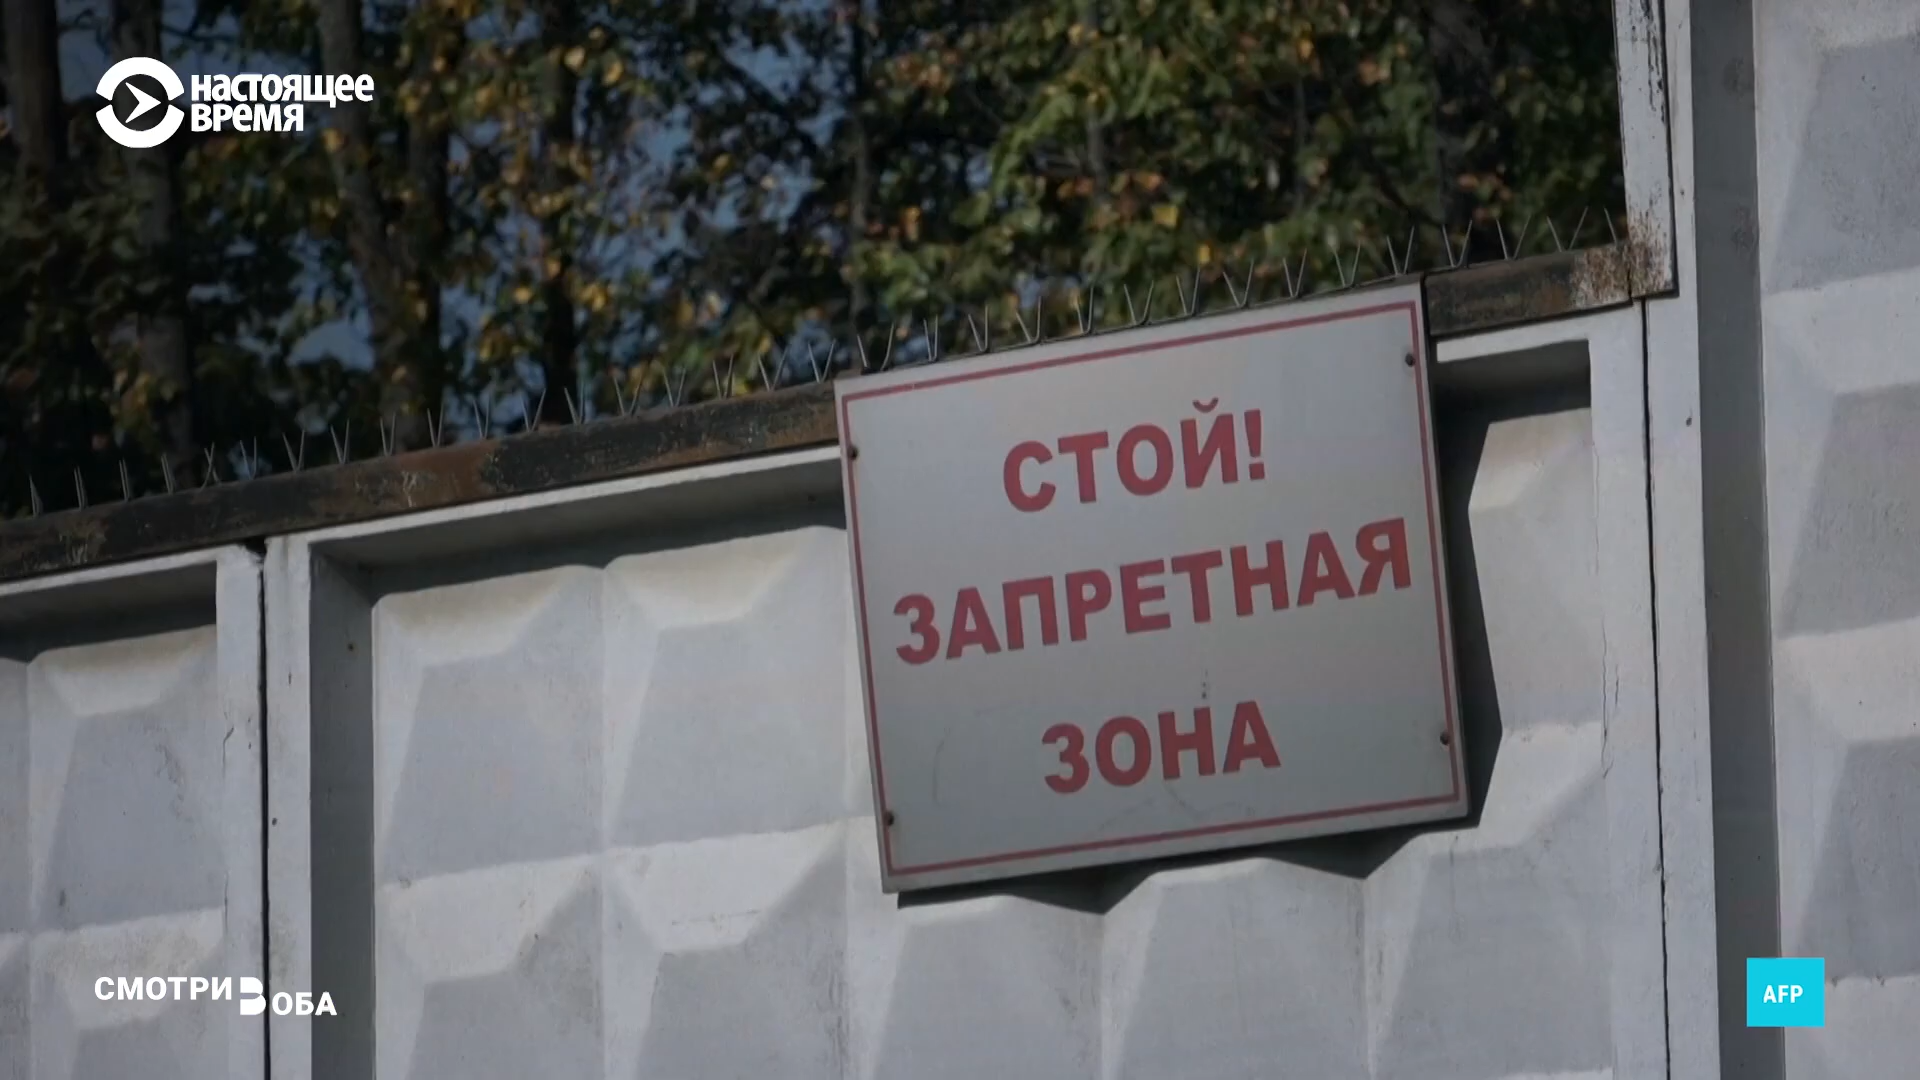 НАСТОЯЩЕЕ
ВРЕМЯ
СТОЙ!
ЗАПРЕТНАЯ
ЗОНА
СМОТРИ В ОБА
AFP